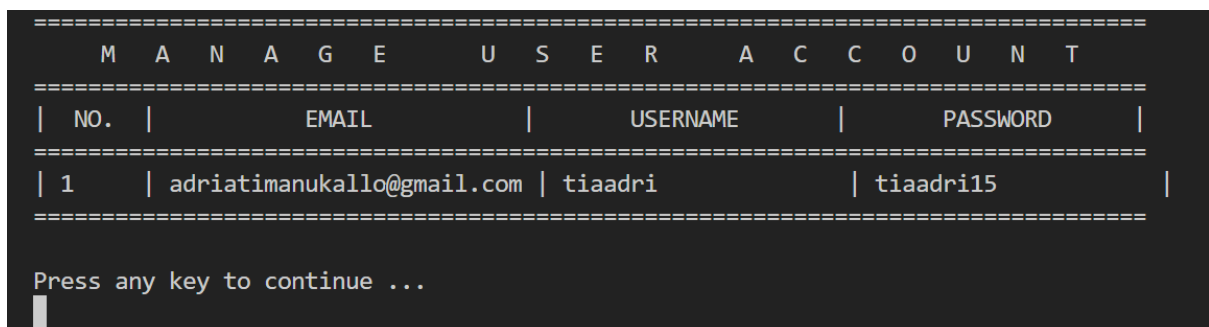 ==================================================================================
M A N A G E   U S E R   A C C O U N T
==================================================================================
| NO. | EMAIL | USERNAME | PASSWORD |
==================================================================================
| 1 | adriatimanukallo@gmail.com | tiaadri | tiaadri15 |
==================================================================================
Press any key to continue ...